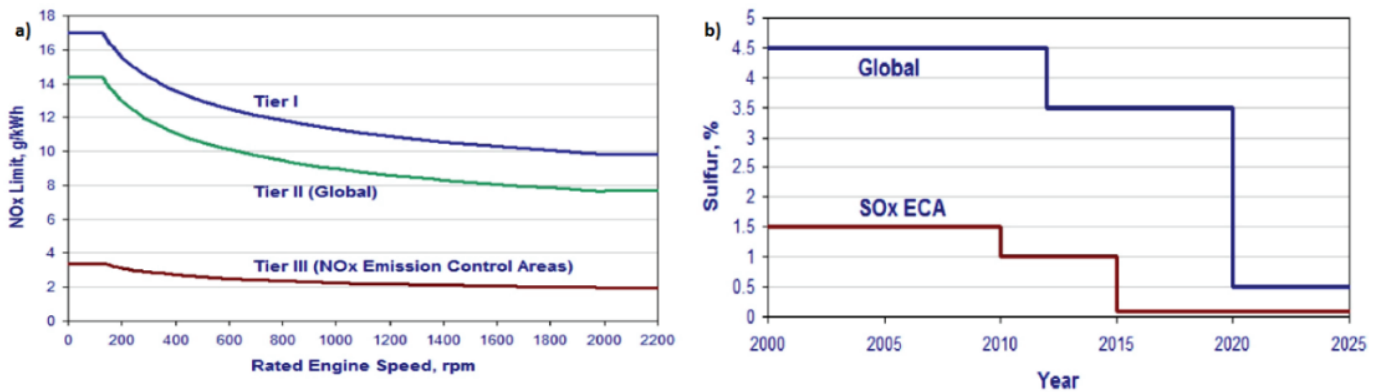 a)
NOx Limit, g/kWh
18
16
14
12
10
8
6
4
2
0
Tier I
Tier II (Global)
Tier III (NOx Emission Control Areas)
0 200 400 600 800 1000 1200 1400 1600 1800 2000 2200
Rated Engine Speed, rpm
b)
Sulfur, %
5
4.5
4
3.5
3
2.5
2
1.5
1
0.5
0
Global
SOx ECA
2000 2005 2010 2015 2020 2025
Year